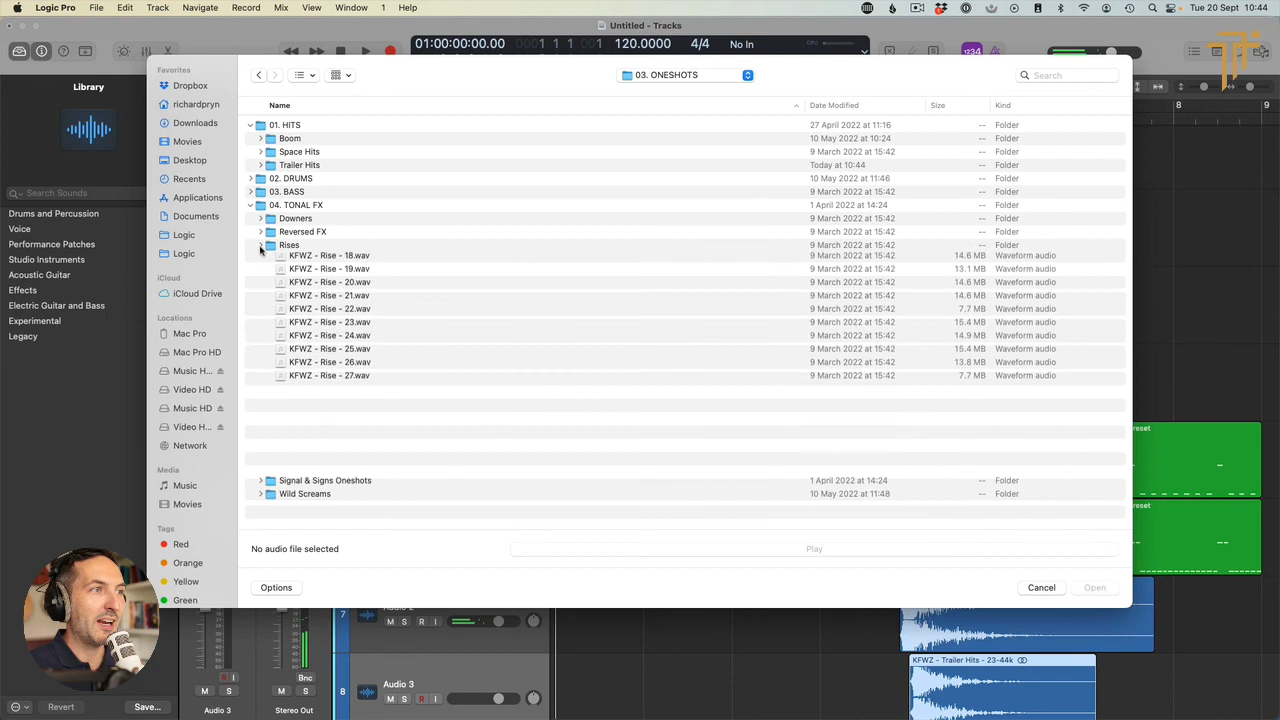 Logic Pro File Edit Track Navigate Record Mix View Window 1 Help
Tue 20 Sept 10:44
Untitled - Tracks
01:00:00:00.00 1 1 1 1 120.0000 4/4 No In CPU
1234
Library
Search Sounds
Drums and Percussion
Voice
Performance Patches
Studio Instruments
Acoustic Guitar
Effects
Electric Guitar and Bass
Experimental
Legacy
Revert
Save...
Favorites
Dropbox
richardpryn
Downloads
Movies
Desktop
Recents
Applications
Documents
Logic
Logic
iCloud
iCloud Drive
Locations
Mac Pro
Mac Pro HD
Music H...
Video HD
Music HD
Video H...
Network
Media
Music
Movies
Tags
Red
Orange
Yellow
Green
03. ONESHOTS
Search
Name Date Modified Size Kind
01. HITS 27 April 2022 at 11:16 -- Folder
Boom 10 May 2022 at 10:24 -- Folder
Space Hits 9 March 2022 at 15:42 -- Folder
Trailer Hits Today at 10:44 -- Folder
02. DRUMS 10 May 2022 at 11:46 -- Folder
03. BASS 9 March 2022 at 15:42 -- Folder
04. TONAL FX 1 April 2022 at 14:24 -- Folder
Downers 9 March 2022 at 15:42 -- Folder
Reversed FX 9 March 2022 at 15:42 -- Folder
Rises 9 March 2022 at 15:42 -- Folder
KFWZ - Rise - 18.wav 9 March 2022 at 15:42 14.6 MB Waveform audio
KFWZ - Rise - 19.wav 9 March 2022 at 15:42 13.1 MB Waveform audio
KFWZ - Rise - 20.wav 9 March 2022 at 15:42 14.6 MB Waveform audio
KFWZ - Rise - 21.wav 9 March 2022 at 15:42 14.6 MB Waveform audio
KFWZ - Rise - 22.wav 9 March 2022 at 15:42 7.7 MB Waveform audio
KFWZ - Rise - 23.wav 9 March 2022 at 15:42 15.4 MB Waveform audio
KFWZ - Rise - 24.wav 9 March 2022 at 15:42 14.9 MB Waveform audio
KFWZ - Rise - 25.wav 9 March 2022 at 15:42 15.4 MB Waveform audio
KFWZ - Rise - 26.wav 9 March 2022 at 15:42 13.8 MB Waveform audio
KFWZ - Rise - 27.wav 9 March 2022 at 15:42 7.7 MB Waveform audio
Signal & Signs Oneshots 1 April 2022 at 14:24 -- Folder
Wild Screams 10 May 2022 at 11:48 -- Folder
No audio file selected
Play
Options
Cancel
Open
8
9
reset
reset
R I
Bnc
M S
M S
Audio 3
Stereo Out
7
Audio 2
M S R I
8
Audio 3
M S R I
KFWZ - Trailer Hits - 23-44k